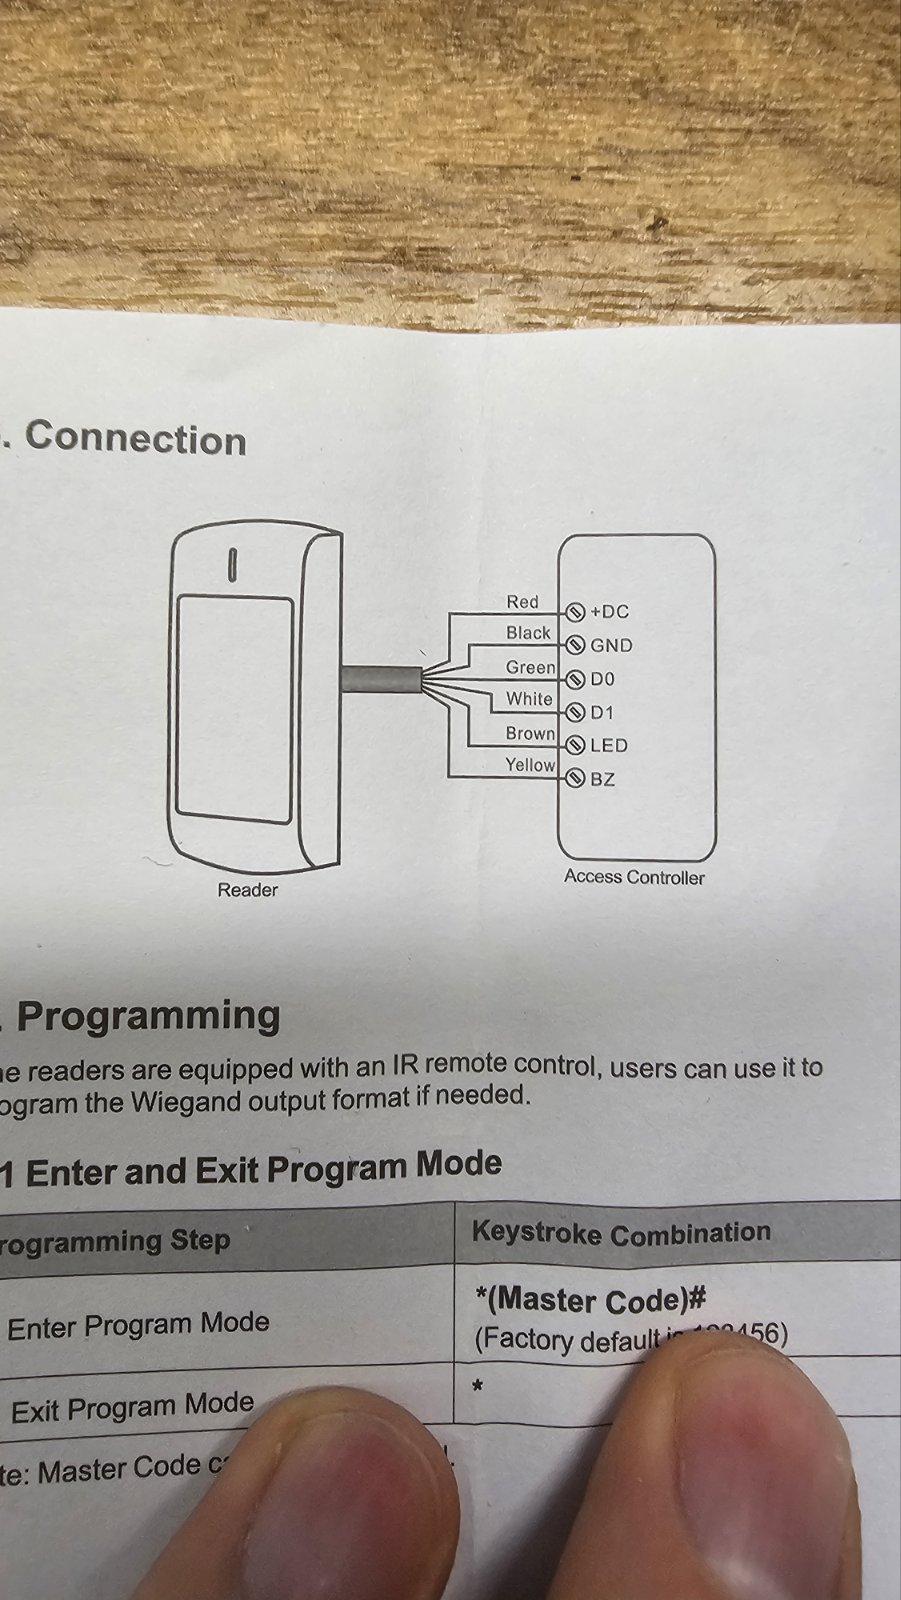 . Connection
Red
+DC
Black
GND
Green
D0
White
D1
Brown
LED
Yellow
BZ
Reader
Access Controller
. Programming
he readers are equipped with an IR remote control, users can use it to
ogram the Wiegand output format if needed.
1 Enter and Exit Program Mode
rogramming Step
Keystroke Combination
Enter Program Mode
*(Master Code)#
(Factory default is 456)
Exit Program Mode
*
te: Master Code